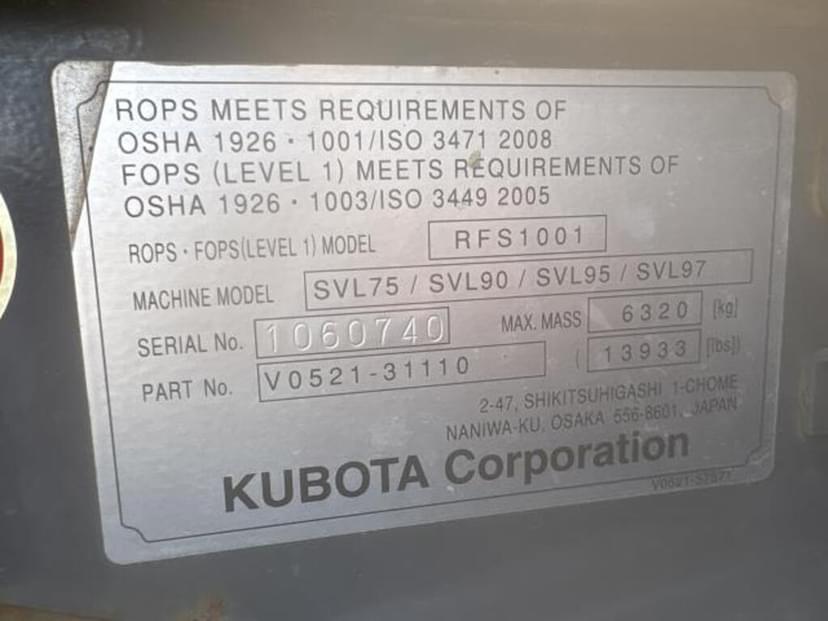 ROPS MEETS REQUIREMENTS OF
OSHA 1926・1001/ISO 3471 2008
FOPS (LEVEL 1) MEETS REQUIREMENTS OF
OSHA 1926・1003/ISO 3449 2005
ROPS・FOPS(LEVEL 1) MODEL RFS1001
MACHINE MODEL SVL75 / SVL90 / SVL95 / SVL97
SERIAL No. 1060740 MAX. MASS 6320 [kg]
PART No. V0521-31110 ( 13933 [lbs])
2-47, SHIKITSUHIGASHI 1-CHOME
NANIWA-KU, OSAKA 556-8601, JAPAN
KUBOTA Corporation